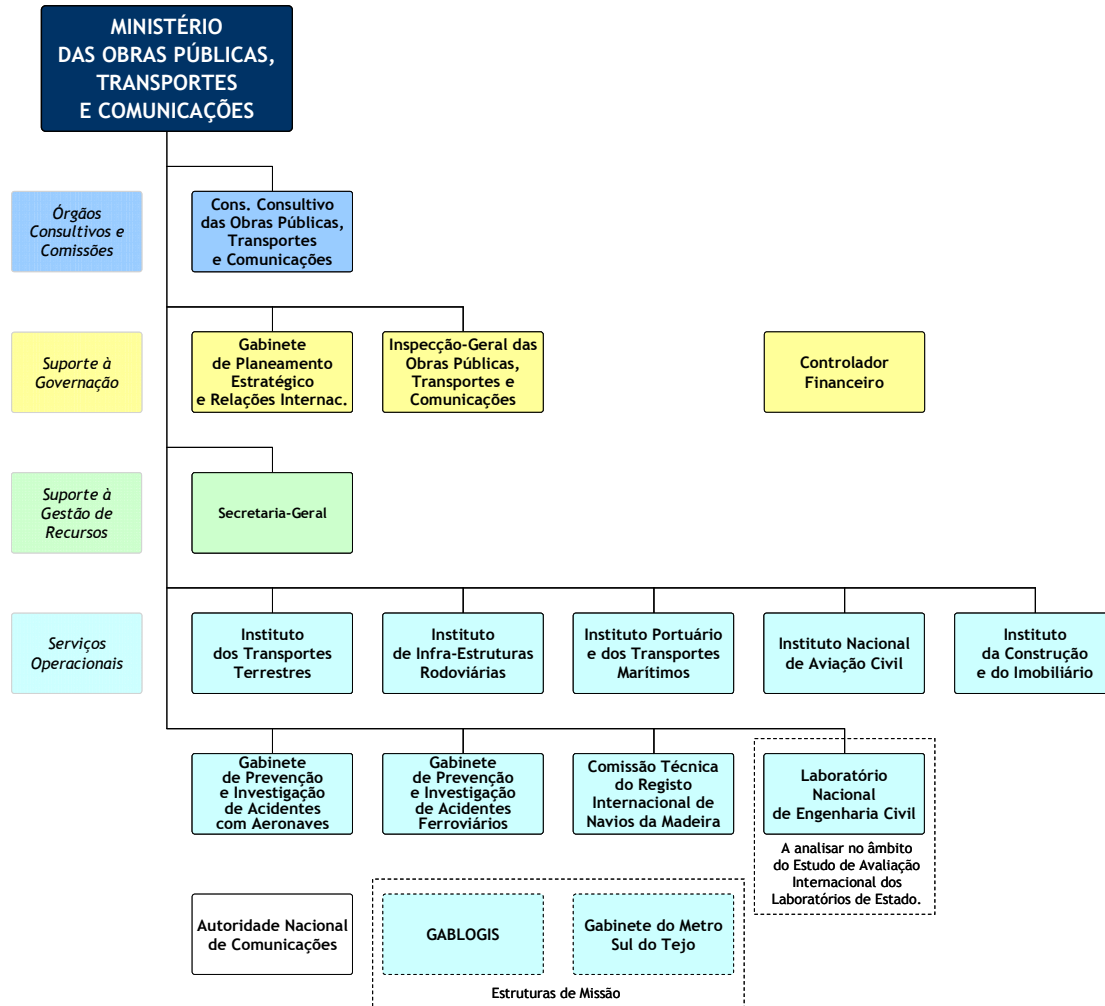 MINISTÉRIO
DAS OBRAS PÚBLICAS,
TRANSPORTES
E COMUNICAÇÕES
Órgãos
Consultivos e
Comissões
Cons. Consultivo
das Obras Públicas,
Transportes
e Comunicações
Suporte à
Governação
Gabinete
de Planeamento
Estratégico
e Relações Internac.
Inspecção-Geral das
Obras Públicas,
Transportes e
Comunicações
Controlador
Financeiro
Suporte à
Gestão de
Recursos
Secretaria-Geral
Serviços
Operacionais
Instituto
dos Transportes
Terrestres
Instituto
de Infra-Estruturas
Rodoviárias
Instituto Portuário
e dos Transportes
Marítimos
Instituto Nacional
de Aviação Civil
Instituto
da Construção
e do Imobiliário
Gabinete
de Prevenção
e Investigação
de Acidentes
com Aeronaves
Gabinete
de Prevenção
e Investigação
de Acidentes
Ferroviários
Comissão Técnica
do Registo
Internacional de
Navios da Madeira
Laboratório
Nacional
de Engenharia Civil
A analisar no âmbito
do Estudo de Avaliação
Internacional dos
Laboratórios de Estado.
Autoridade Nacional
de Comunicações
GABLOGIS
Gabinete do Metro
Sul do Tejo
Estruturas de Missão